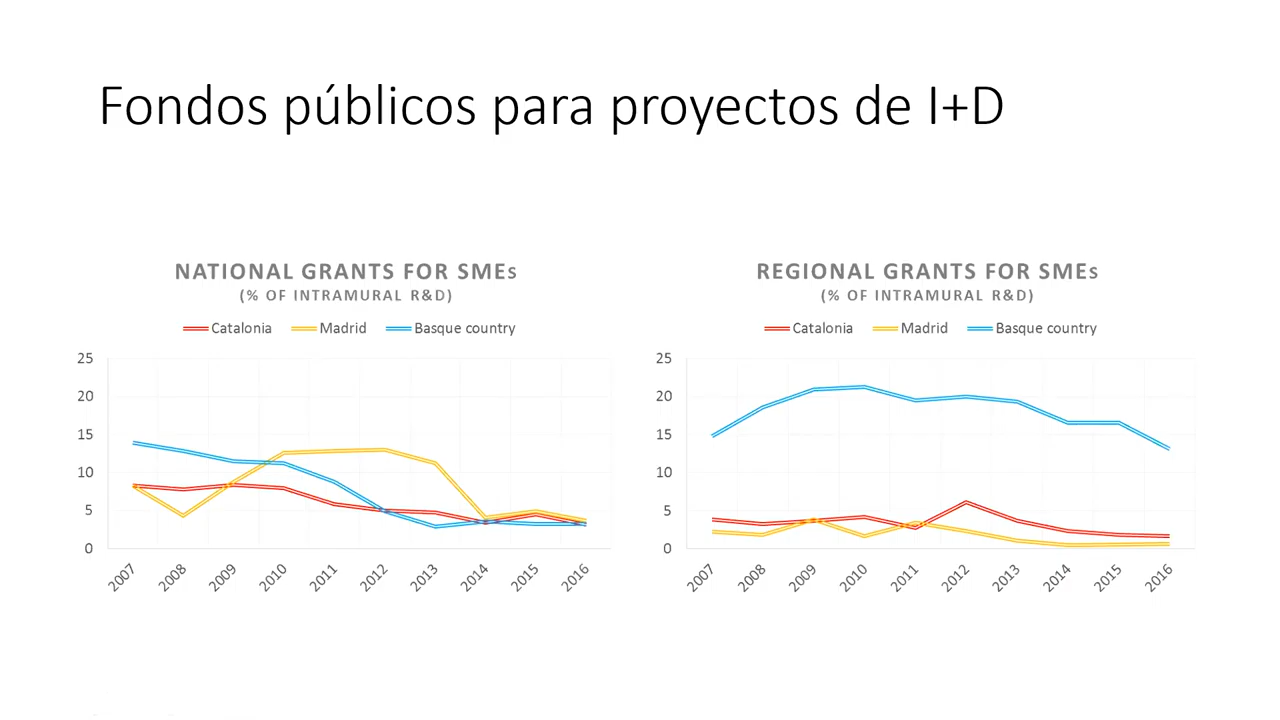 Fondos públicos para proyectos de I+D
NATIONAL GRANTS FOR SMEs
(% OF INTRAMURAL R&D)
Catalonia Madrid Basque country
25
20
15
10
5
0
2007 2008 2009 2010 2011 2012 2013 2014 2015 2016
REGIONAL GRANTS FOR SMEs
(% OF INTRAMURAL R&D)
Catalonia Madrid Basque country
25
20
15
10
5
0
2007 2008 2009 2010 2011 2012 2013 2014 2015 2016